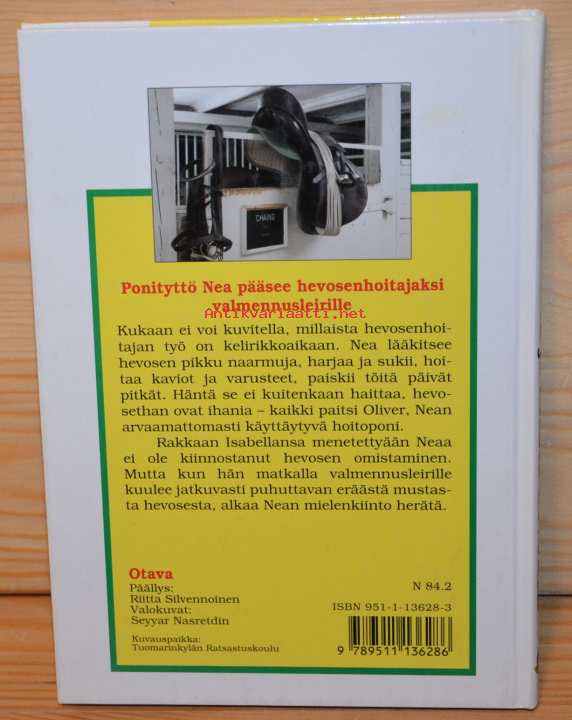 CHANG
Ponityttö Nea pääsee hevosenhoitajaksi
valmennusleirille
Antikvariaatti.net
Kukaan ei voi kuvitella, millaista hevosenhoi-
tajan työ on kelirikkoaikaan. Nea lääkitsee
hevosen pikku naarmuja, harjaa ja sukii, hoi-
taa kaviot ja varusteet, paiskii töitä päivät
pitkät. Häntä se ei kuitenkaan haittaa, hevo-
sethan ovat ihania – kaikki paitsi Oliver, Nean
arvaamattomasti käyttäytyvä hoitoponi.
Rakkaan Isabellansa menetettyään Neaa
ei ole kiinnostanut hevosen omistaminen.
Mutta kun hän matkalla valmennusleirille
kuulee jatkuvasti puhuttavan eräästä mustas-
ta hevosesta, alkaa Nean mielenkiinto herätä.
Otava
Päällys:
Riitta Silvennoinen
Valokuvat:
Seyyar Nasretdin
Kuvauspaikka:
Tuomarinkylän Ratsastuskoulu
N 84.2
ISBN 951-1-13628-3
9 789511 136286